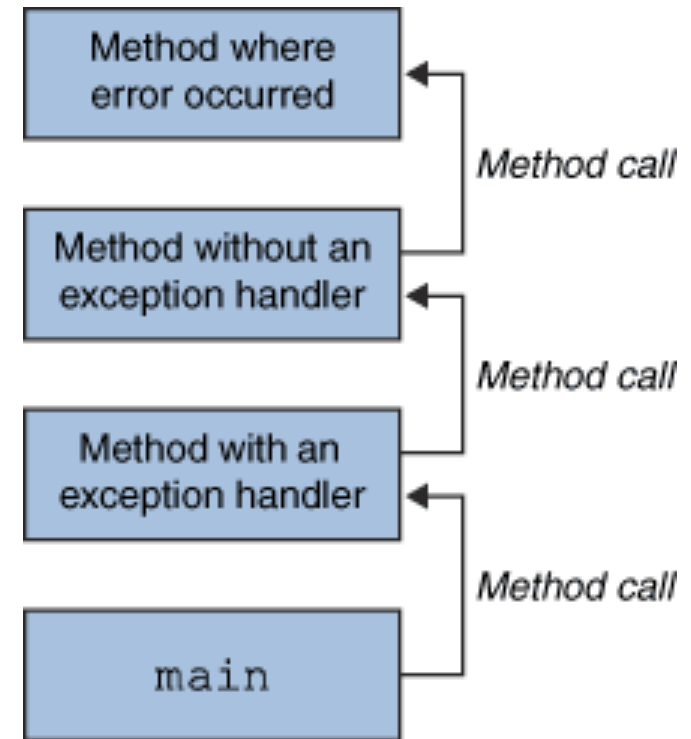 Method where
error occurred
Method call
Method without an
exception handler
Method call
Method with an
exception handler
Method call
main